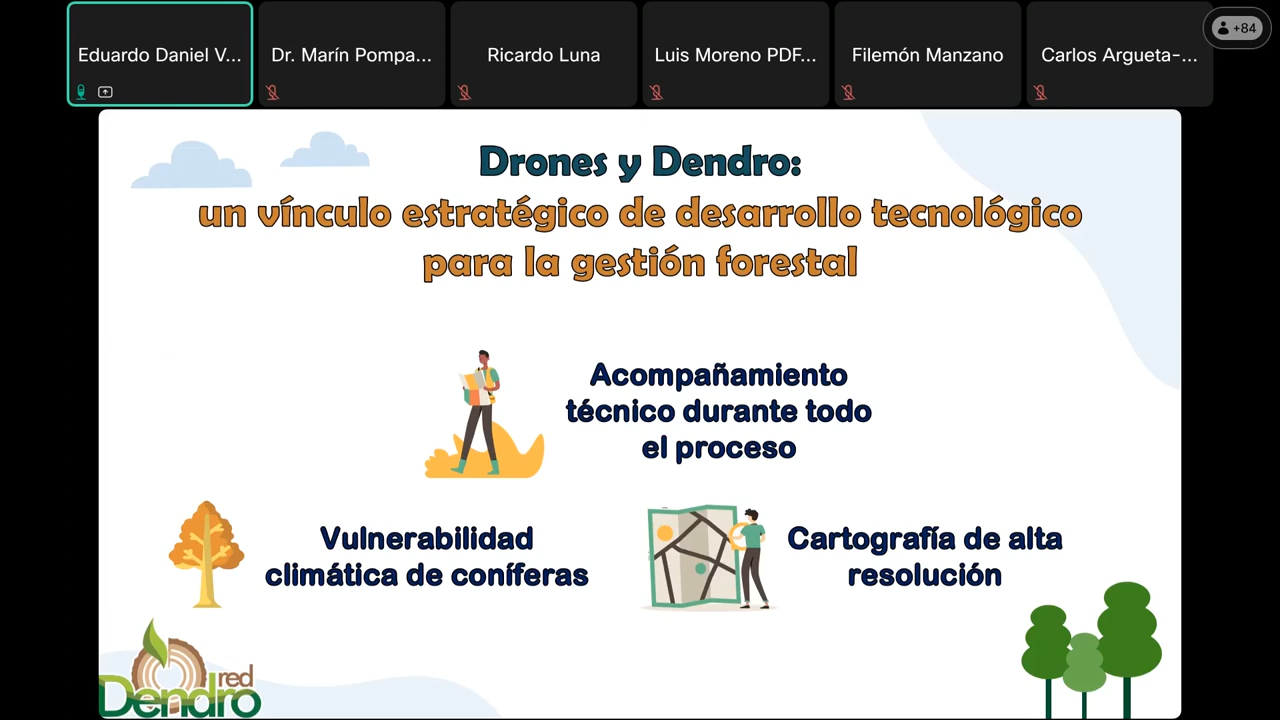 Eduardo Daniel V...
Dr. Marín Pompa...
Ricardo Luna
Luis Moreno PDF...
Filemón Manzano
Carlos Argueta-...
+84
Drones y Dendro:
un vínculo estratégico de desarrollo tecnológico
para la gestión forestal
Acompañamiento
técnico durante todo
el proceso
Vulnerabilidad
climática de coníferas
Cartografía de alta
resolución
red
Dendro